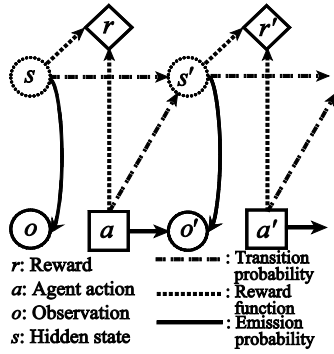 r r'
s s'
o a o' a'
r: Reward
a: Agent action
o: Observation
s: Hidden state
: Transition
probability
: Reward
function
: Emission
probability